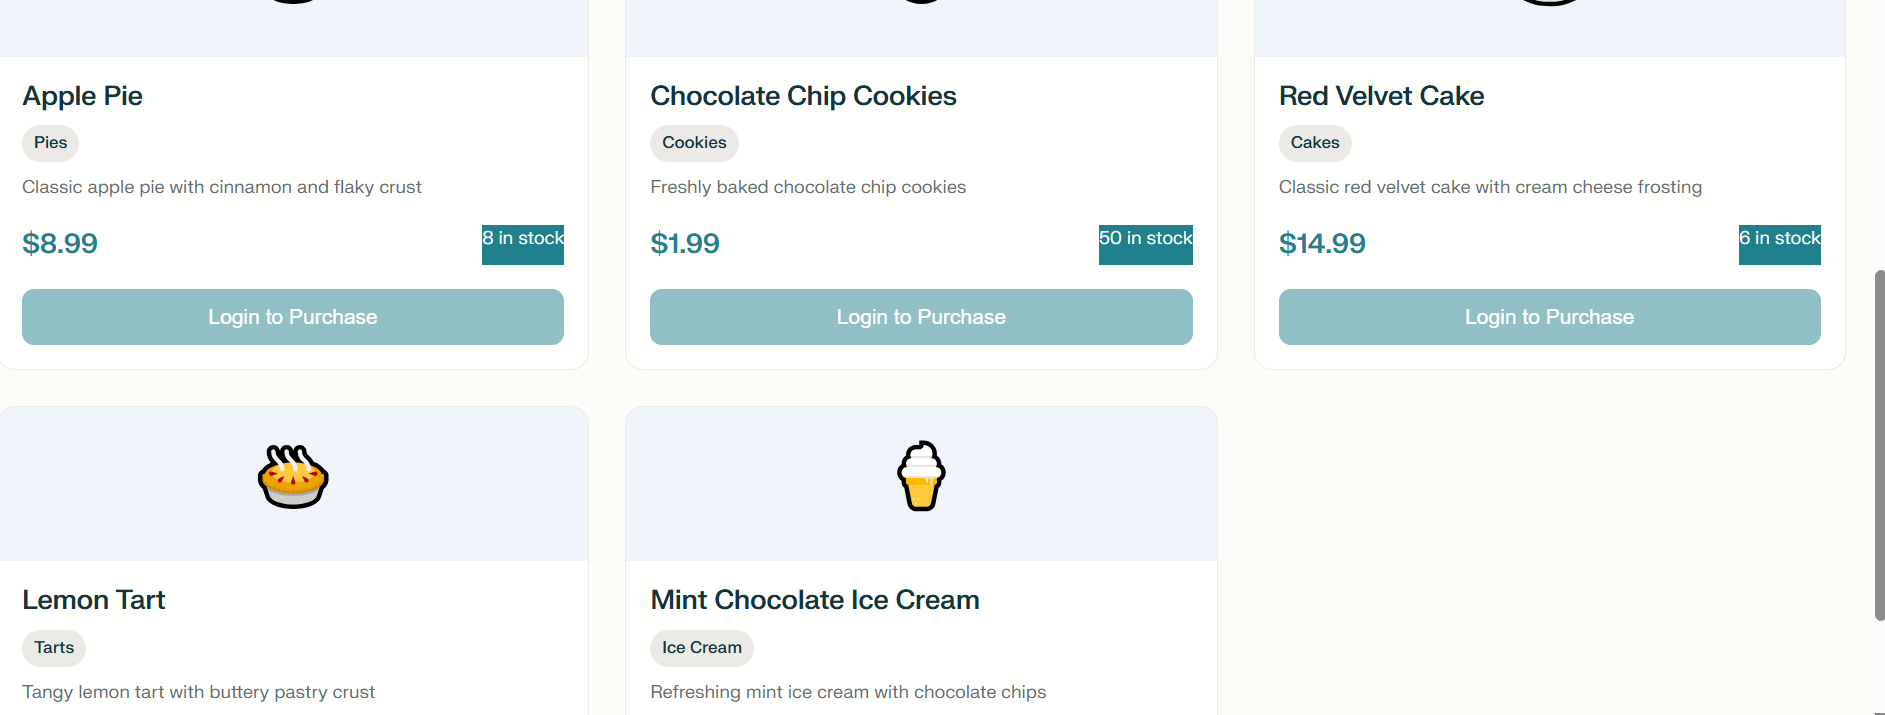 Apple Pie
Pies
Classic apple pie with cinnamon and flaky crust
$8.99
8 in stock
Login to Purchase
Chocolate Chip Cookies
Cookies
Freshly baked chocolate chip cookies
$1.99
50 in stock
Login to Purchase
Red Velvet Cake
Cakes
Classic red velvet cake with cream cheese frosting
$14.99
6 in stock
Login to Purchase
Lemon Tart
Tarts
Tangy lemon tart with buttery pastry crust
Mint Chocolate Ice Cream
Ice Cream
Refreshing mint ice cream with chocolate chips